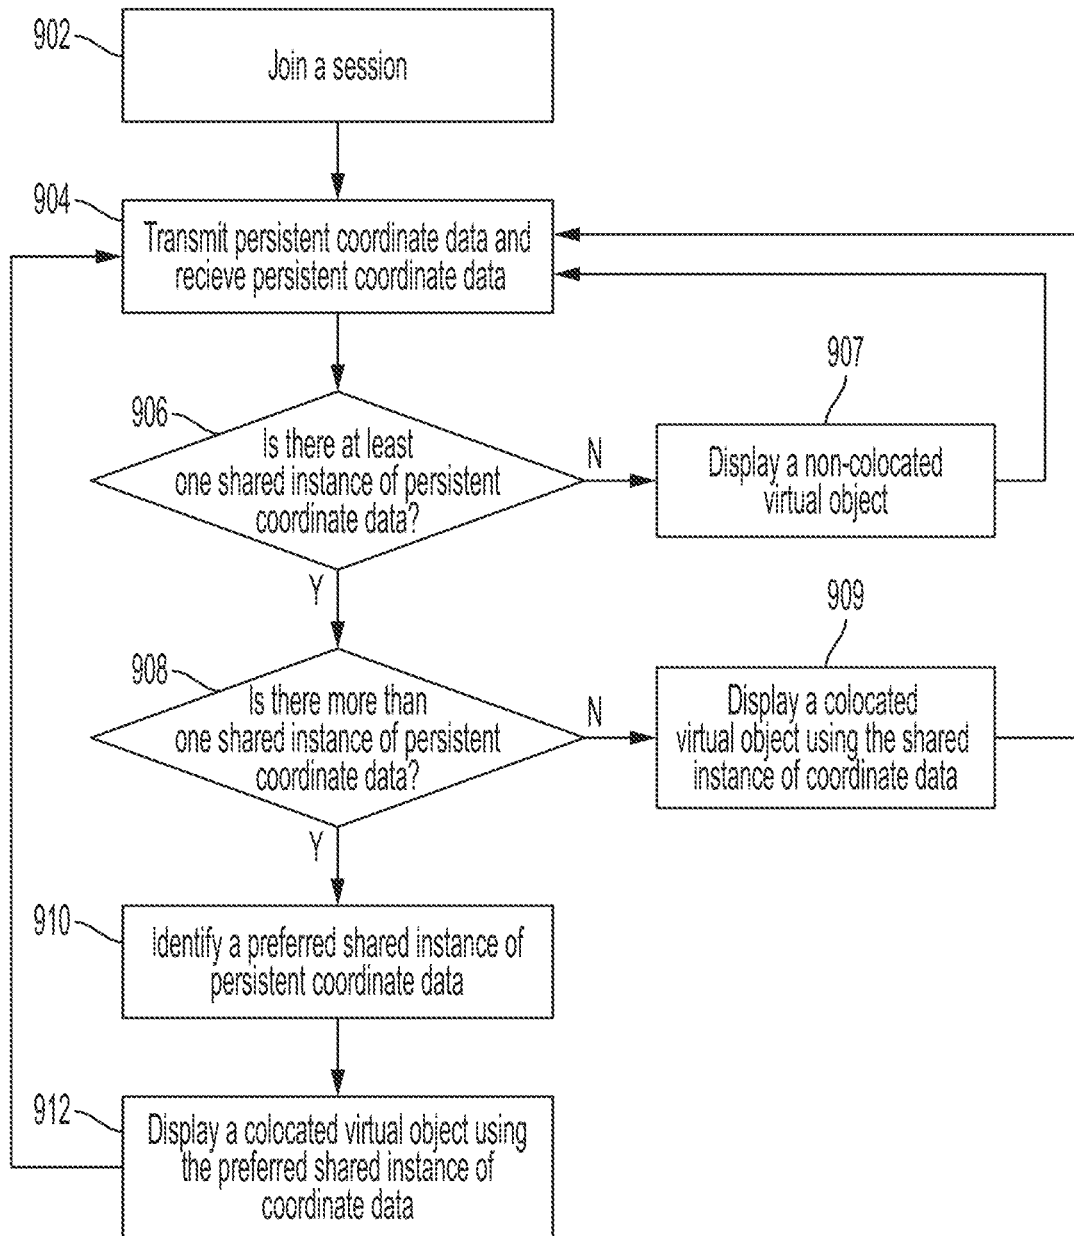 902
Join a session
904
Transmit persistent coordinate data and
recieve persistent coordinate data
906
Is there at least
one shared instance of persistent
coordinate data?
N
907
Display a non-colocated
virtual object
Y
908
Is there more than
one shared instance of persistent
coordinate data?
N
909
Display a colocated
virtual object using the shared
instance of coordinate data
Y
910
Identify a preferred shared instance of
persistent coordinate data
912
Display a colocated virtual object using
the preferred shared instance of
coordinate data